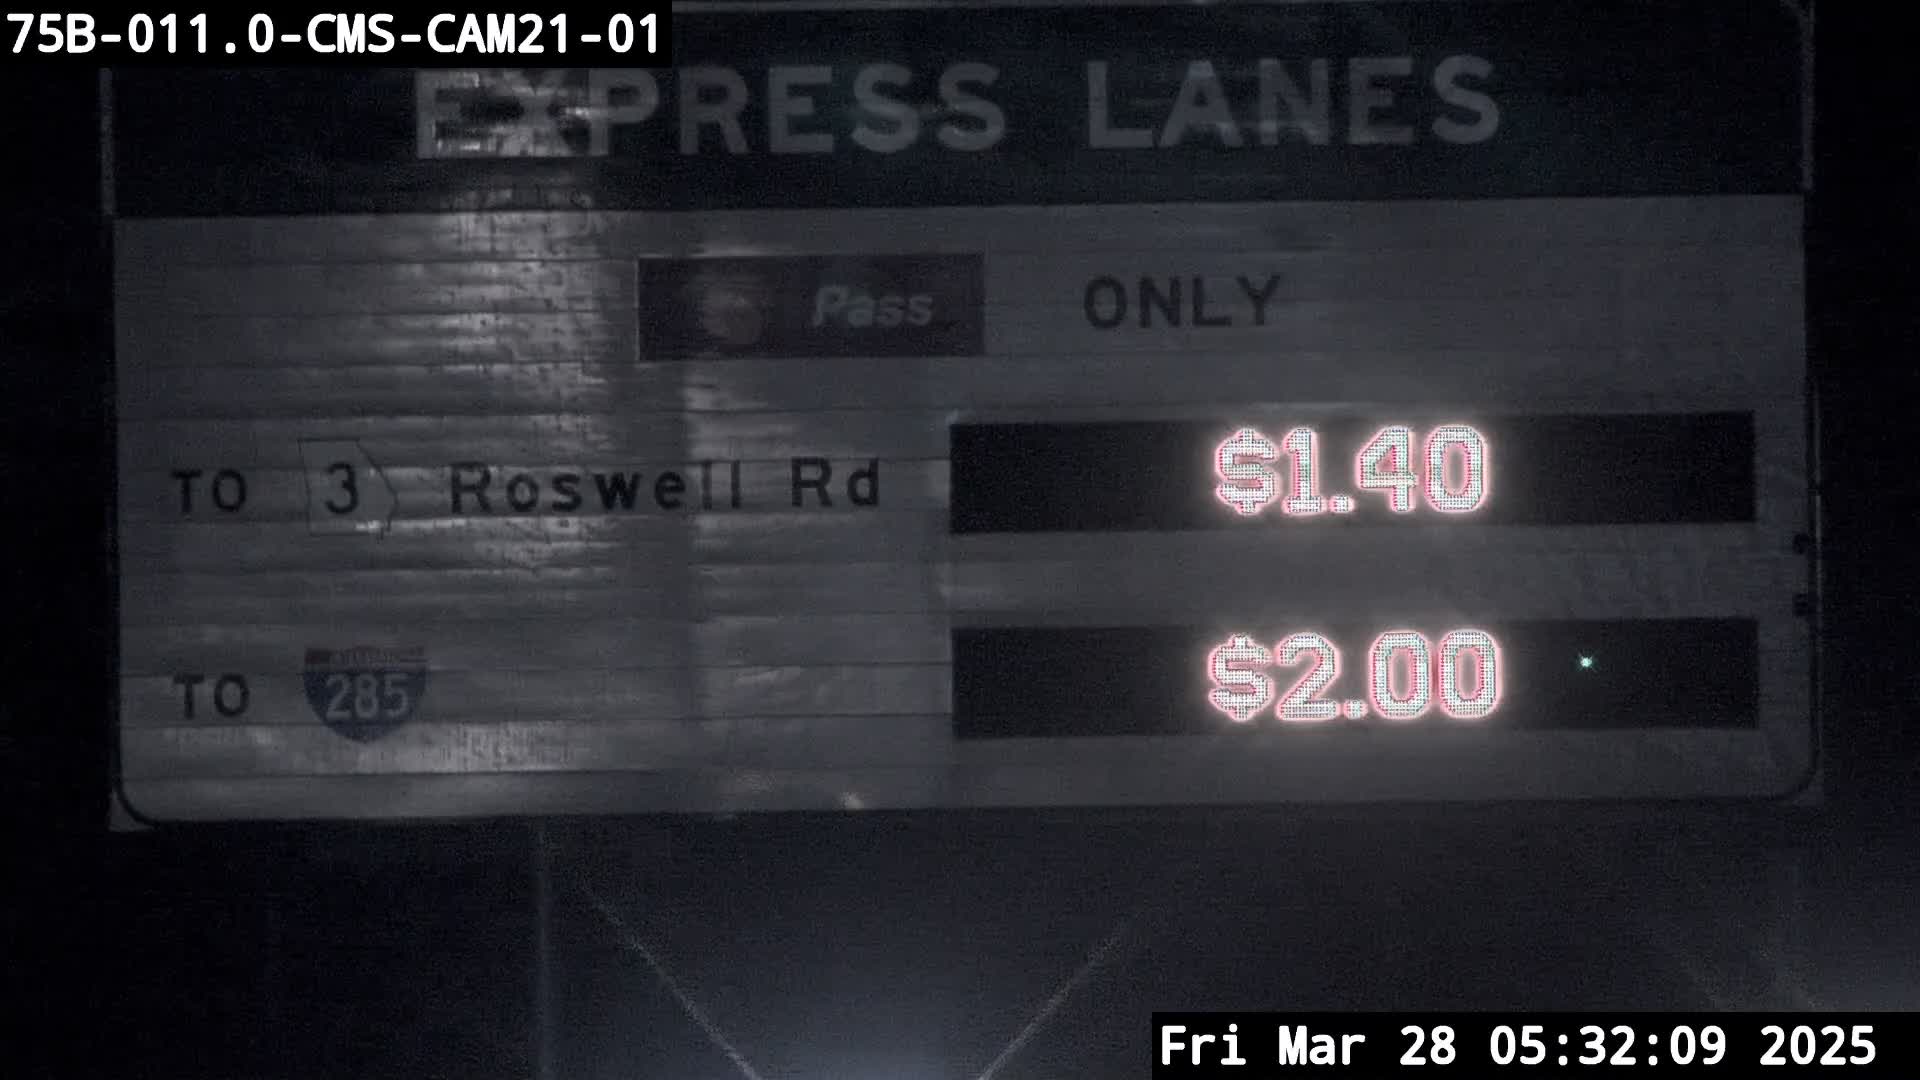 75B-011.0-CMS-CAM21-01
EXPRESS LANES
Pass ONLY
TO 3 Roswell Rd $1.40
TO 285 $2.00
Fri Mar 28 05:32:09 2025